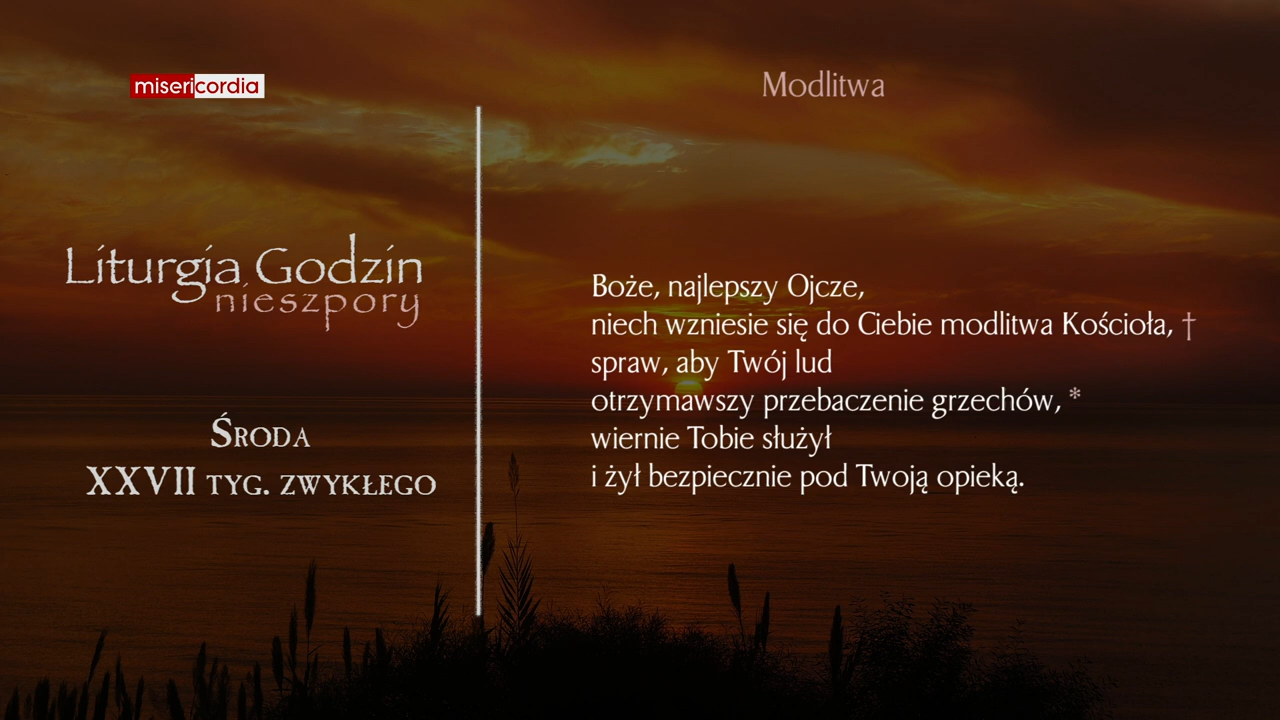 misericordia
Modlitwa
Liturgia Godzin
nieszpory
Środa
XXVII tyg. zwykłego
Boże, najlepszy Ojcze,
niech wzniesie się do Ciebie modlitwa Kościoła, †
spraw, aby Twój lud
otrzymawszy przebaczenie grzechów, *
wiernie Tobie służył
i żył bezpiecznie pod Twoją opieką.